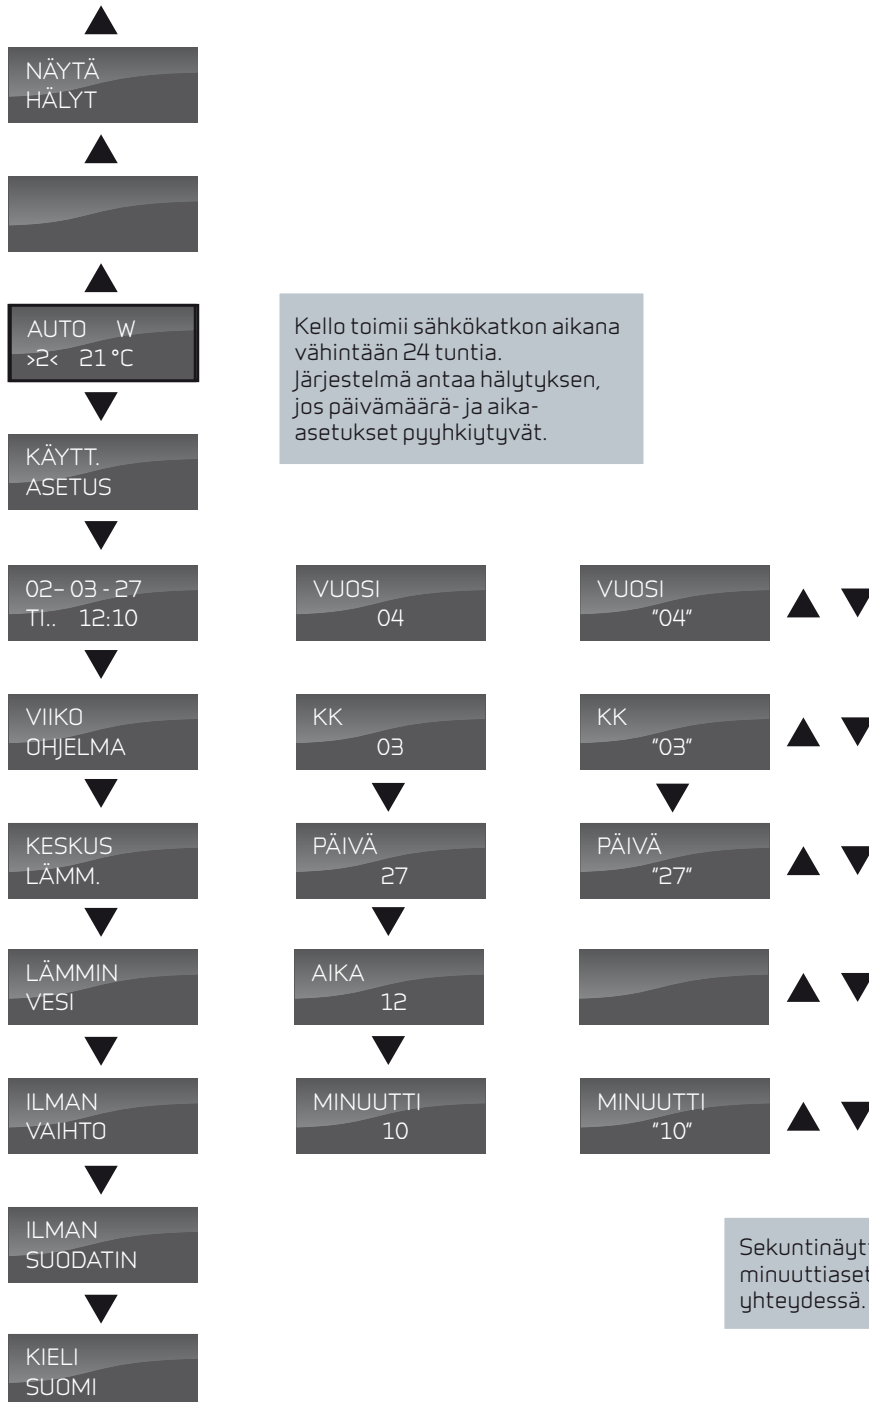 NÄYTÄ
HÄLYT
AUTO W
>2< 21 °C
Kello toimii sähkökatkon aikana
vähintään 24 tuntia.
Järjestelmä antaa hälytyksen,
jos päivämäärä- ja aika-
asetukset pyyhkiytyvät.
KÄYTT.
ASETUS
02– 03 - 27
TI.. 12:10
VUOSI
04
VUOSI
"04"
VIIKO
OHJELMA
KK
03
KK
"03"
KESKUS
LÄMM.
PÄIVÄ
27
PÄIVÄ
"27"
LÄMMIN
VESI
AIKA
12
ILMAN
VAIHTO
MINUUTTI
10
MINUUTTI
"10"
ILMAN
SUODATIN
yhteydessä.
KIELI
SUOMI